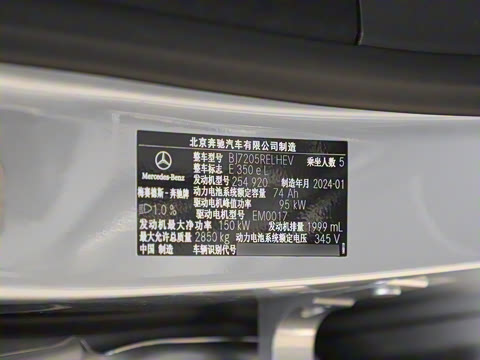 北京奔驰汽车有限公司制造
整车型号 BJ7205RELHEV 乘坐人数 5
整车标志 E 350 e L
发动机型号 254 920 制造年月 2024-01
Mercedes-Benz
梅赛德斯-奔驰牌 动力电池系统额定容量 74 Ah
1.0 % 驱动电机峰值功率 95 kW
驱动电机型号 EM0017
发动机最大净功率 150 kW 发动机排量 1999 mL
最大允许总质量 2850 kg 动力电池系统额定电压 345 V
中国 制造 车辆识别代号